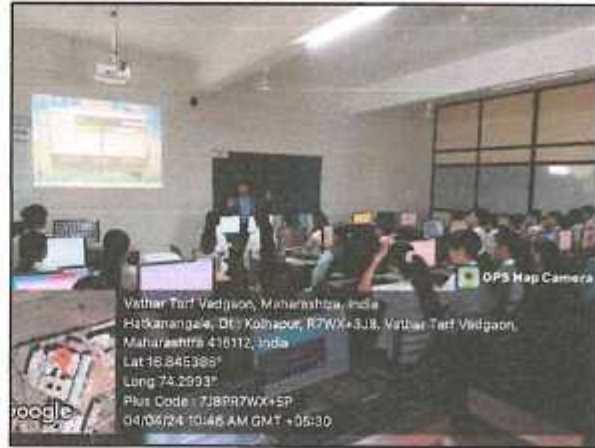 GPS Map Camera
Vathar Tarf Vadgaon, Maharashtra, India
Hatkanangale, Dt : Kolhapur, R7WX+3J8, Vathar Tarf Vadgaon,
Maharashtra 416112, India
Lat 16.845386°
Long 74.2993°
Plus Code : 7J8PR7WX+5P
04/04/24 10:46 AM GMT +05:30
Google